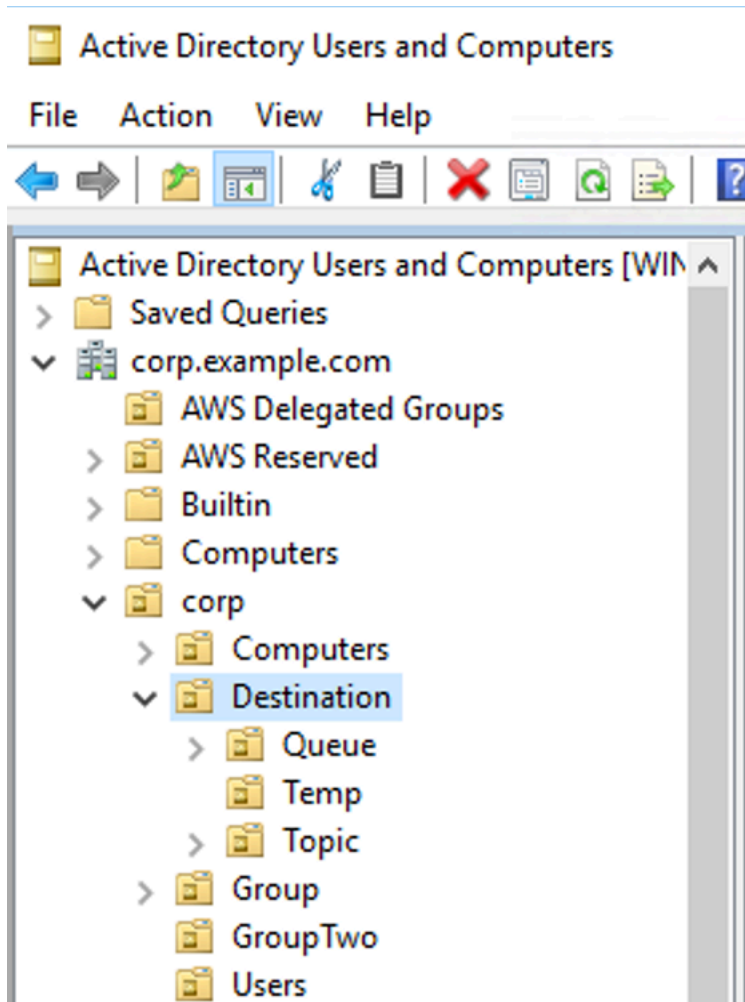 Active Directory Users and Computers
File Action View Help
?
Active Directory Users and Computers [WIN
Saved Queries
corp.example.com
AWS Delegated Groups
AWS Reserved
Builtin
Computers
corp
Computers
Destination
Queue
Temp
Topic
Group
GroupTwo
Users